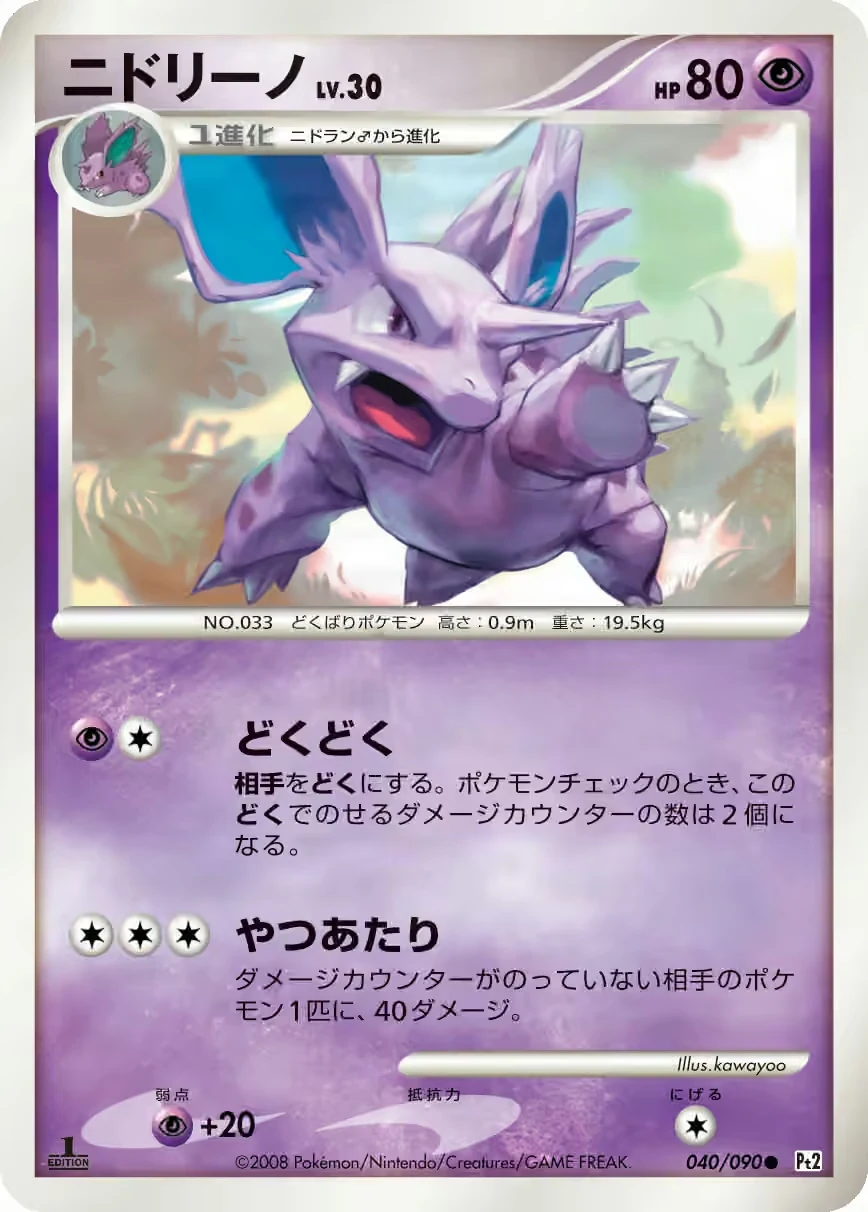 ニドリーノ LV.30 HP 80
1進化 ニドラン♂から進化
NO.033 どくばりポケモン 高さ：0.9m 重さ：19.5kg
どくどく
相手をどくにする。ポケモンチェックのとき、この
どくでのせるダメージカウンターの数は2個に
なる。
やつあたり
ダメージカウンターがのっていない相手のポケ
モン1匹に、40ダメージ。
Illus.kawayoo
弱点 抵抗力 にげる
+20
1
EDITION
©2008 Pokémon/Nintendo/Creatures/GAME FREAK. 040/090● Pt2